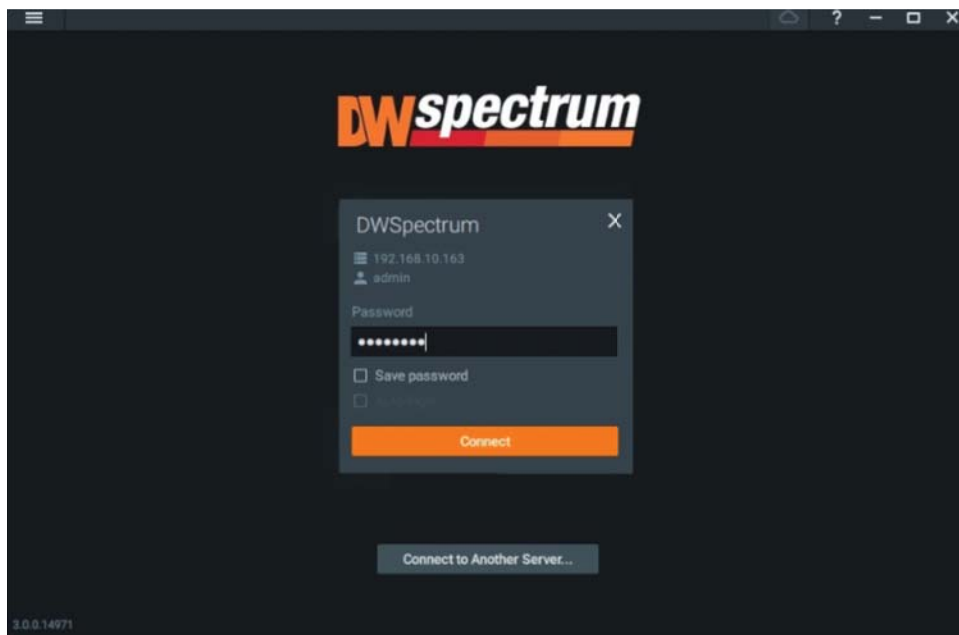 ?
DWspectrum
DWSpectrum
X
192.168.10.163
admin
Password
Save password
Connect
Connect to Another Server...
3.0.0.14971